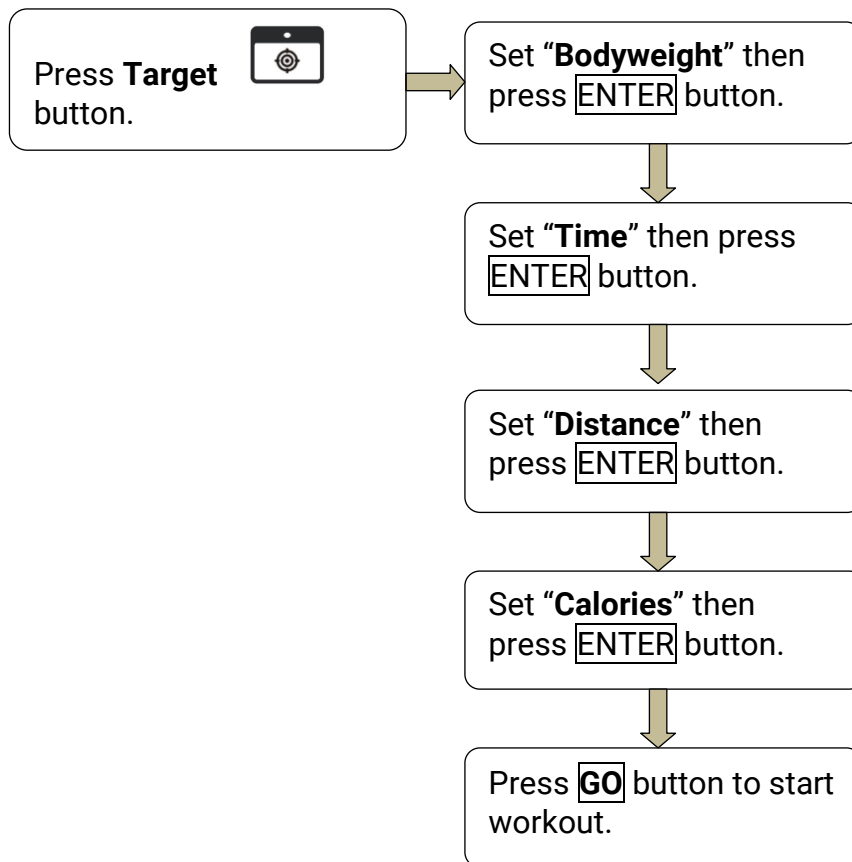 Press Target
button.
Set “Bodyweight” then
press ENTER button.
Set “Time” then press
ENTER button.
Set “Distance” then
press ENTER button.
Set “Calories” then
press ENTER button.
Press GO button to start
workout.